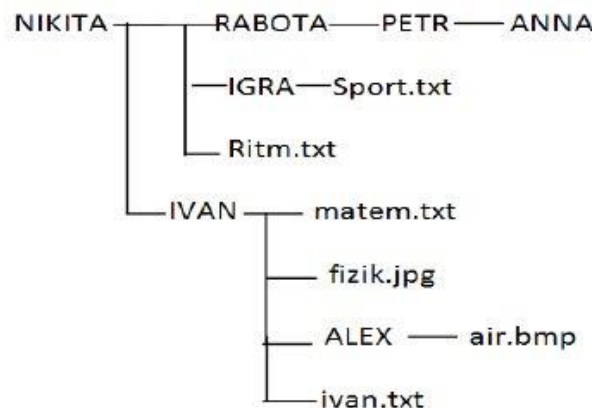 NIKITA RABOTA PETR ANNA
IGRA Sport.txt
Ritm.txt
IVAN matem.txt
fizik.jpg
ALEX air.bmp
ivan.txt